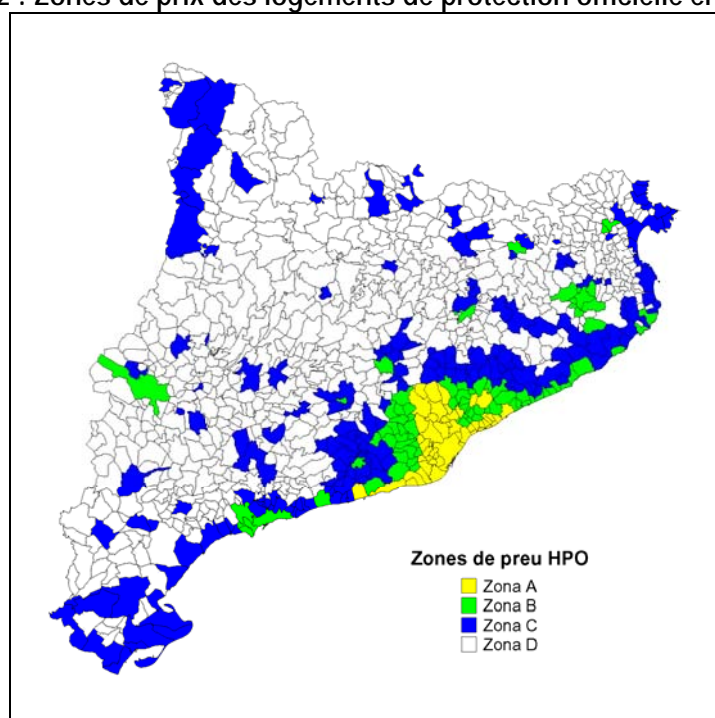 : Zones de prix des logements de protection officielle
Zones de preu HPO
Zona A
Zona B
Zona C
Zona D